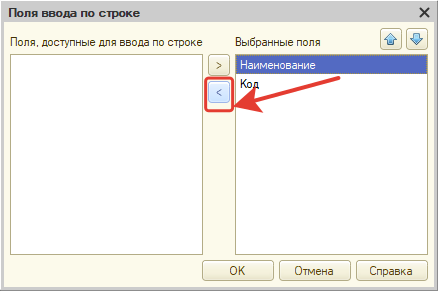 Поля ввода по строке
Поля, доступные для ввода по строке
Выбранные поля
>
<
Наименование
Код
OK
Отмена
Справка